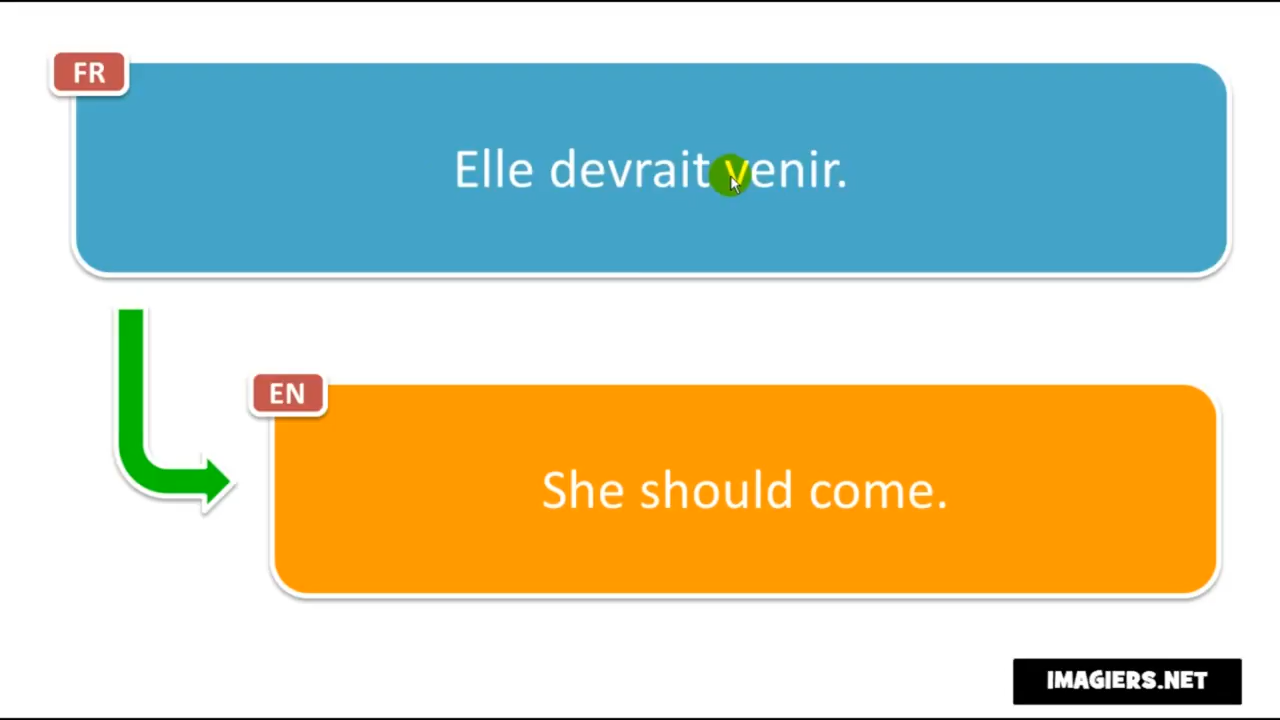 FR
Elle devrait venir.
EN
She should come.
IMAGIERS.NET